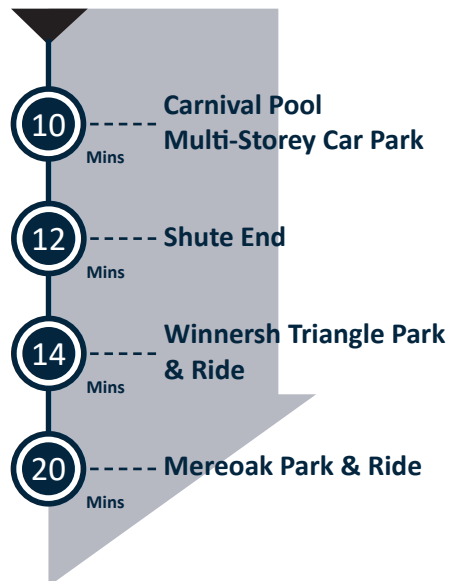 10
Mins
Carnival Pool
Multi-Storey Car Park
12
Mins
Shute End
14
Mins
Winnersh Triangle Park
& Ride
20
Mins
Mereoak Park & Ride